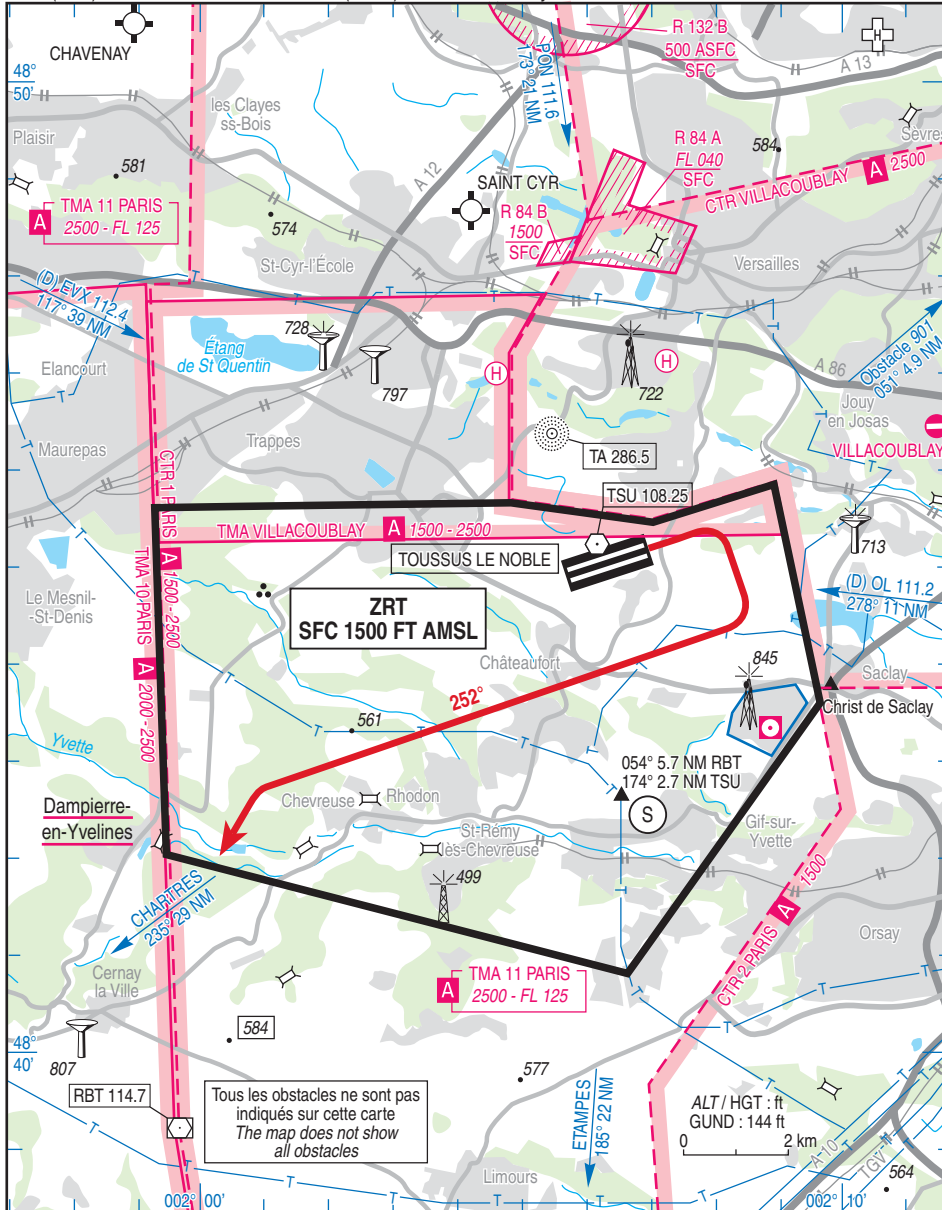 CHAVENAY
PON 111.6
173° 21 NM
R 132 B
500 ASFC
SFC
A 13
48°
50'
les Clayes
ss-Bois
Plaisir
A 12
581
584
Sèvres
R 84 A
FL 040
SFC
CTR VILLACOUBLAY A 2500
SAINT CYR
A
TMA 11 PARIS
2500 - FL 125
574
R 84 B
1500
SFC
St-Cyr-l'École
Versailles
(D) EVX 112.4
117° 39 NM
728
Étang
de St Quentin
797
H
H
722
A 86
Obstacle 901
051° 4.9 NM
Elancourt
Jouy
en Josas
Maurepas
Trappes
TA 286.5
VILLACOUBLAY
CTR 1 PARIS
A 1500-2500
TSU 108.25
TMA VILLACOUBLAY A 1500 - 2500
713
TOUSSUS LE NOBLE
TMA 10 PARIS
A 2000-2500
(D) OL 111.2
278° 11 NM
Le Mesnil-
-St-Denis
ZRT
SFC 1500 FT AMSL
Châteaufort
845
Saclay
252°
Christ de Saclay
561
Yvette
054° 5.7 NM RBT
174° 2.7 NM TSU
S
Dampierre-
en-Yvelines
Chevreuse
Rhodon
St-Rémy
lès-Chevreuse
Gif-sur-
Yvette
499
CHARTRES
235° 29 NM
CTR 2 PARIS A 1500
Orsay
Cernay
la Ville
A
TMA 11 PARIS
2500 - FL 125
584
48°
40'
807
577
RBT 114.7
Tous les obstacles ne sont pas
indiqués sur cette carte
The map does not show
all obstacles
ETAMPES
185° 22 NM
ALT / HGT : ft
GUND : 144 ft
0 2 km
A-10
TGV
564
Limours
002° 00'
002° 10'